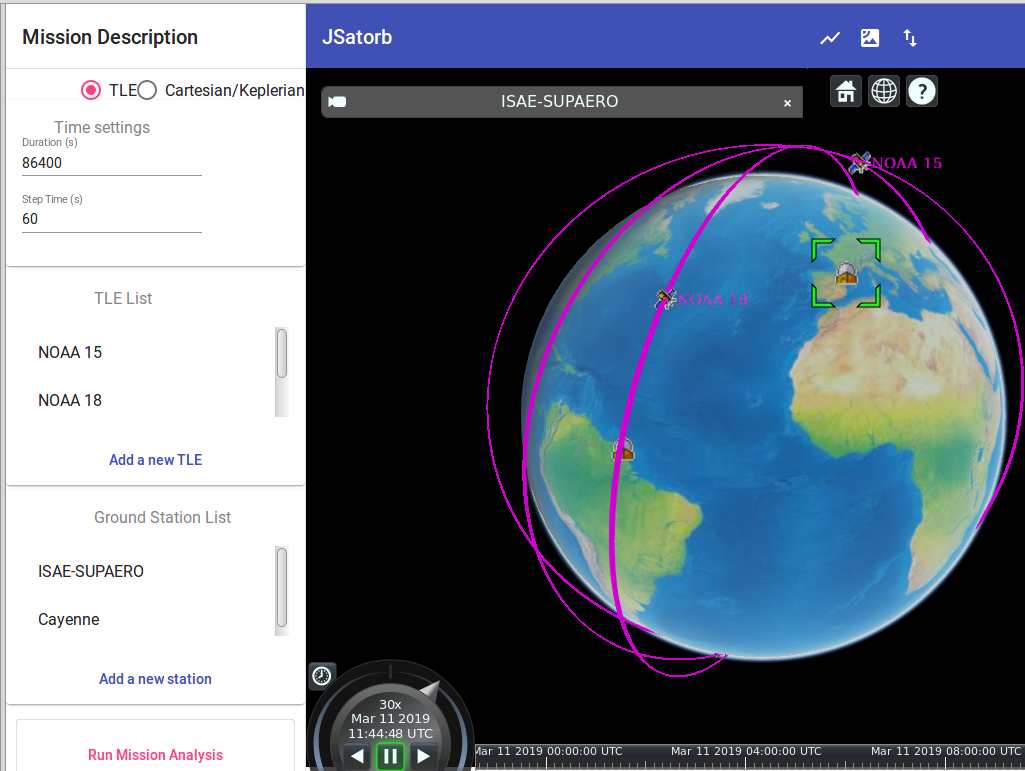 Mission Description
JSatorb
TLE
Cartesian/Keplerian
Time settings
Duration (s)
86400
Step Time (s)
60
TLE List
NOAA 15
NOAA 18
Add a new TLE
Ground Station List
ISAE-SUPAERO
Cayenne
Add a new station
Run Mission Analysis
ISAE-SUPAERO ×
?
NOAA 15
NOAA 18
30x
Mar 11 2019
11:44:48 UTC
Mar 11 2019 00:00:00 UTC
Mar 11 2019 04:00:00 UTC
Mar 11 2019 08:00:00 UTC